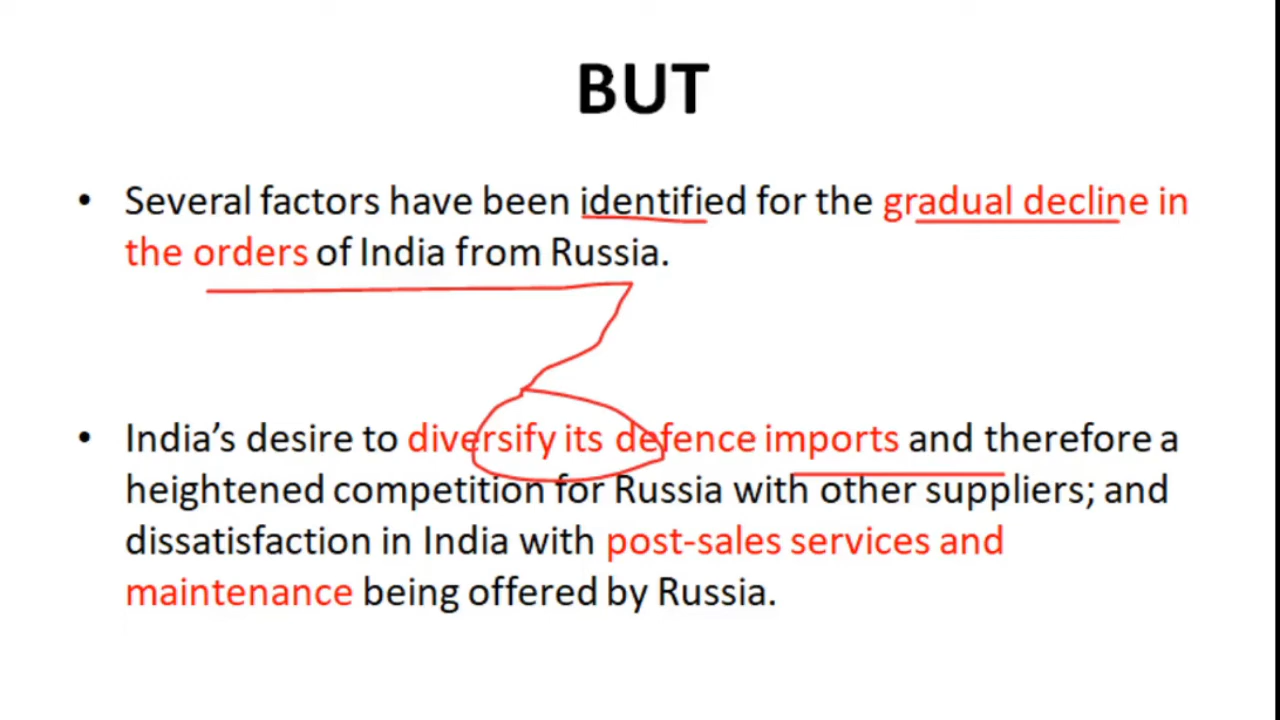 BUT
• Several factors have been identified for the gradual decline in
the orders of India from Russia.
• India’s desire to diversify its defence imports and therefore a
heightened competition for Russia with other suppliers; and
dissatisfaction in India with post-sales services and
maintenance being offered by Russia.